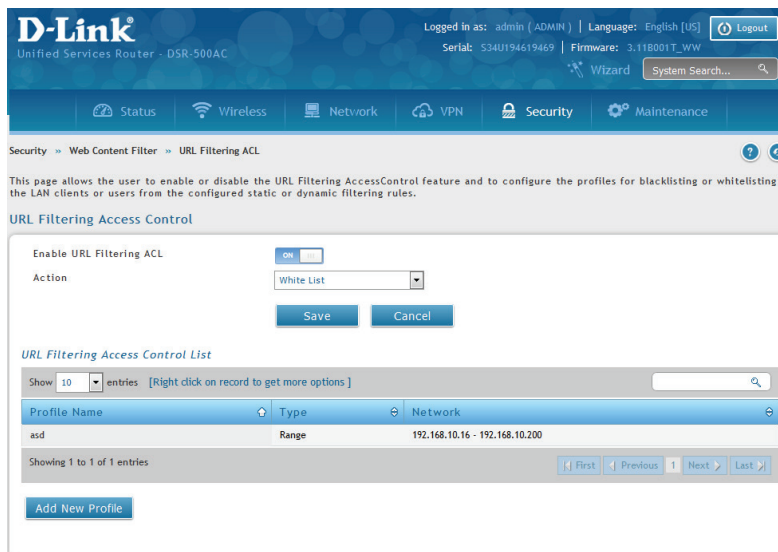 D-Link
Unified Services Router - DSR-500AC
Logged in as: admin ( ADMIN ) | Language: English [US]
Logout
Serial: S34U194619469 | Firmware: 3.11B001T_WW
Wizard
System Search...
Status
Wireless
Network
VPN
Security
Maintenance
Security » Web Content Filter » URL Filtering ACL
?
This page allows the user to enable or disable the URL Filtering AccessControl feature and to configure the profiles for blacklisting or whitelisting
the LAN clients or users from the configured static or dynamic filtering rules.
URL Filtering Access Control
Enable URL Filtering ACL
ON
Action
White List
Save
Cancel
URL Filtering Access Control List
Show 10 entries [Right click on record to get more options ]
Profile Name
Type
Network
asd
Range
192.168.10.16 - 192.168.10.200
Showing 1 to 1 of 1 entries
First
Previous
1
Next
Last
Add New Profile